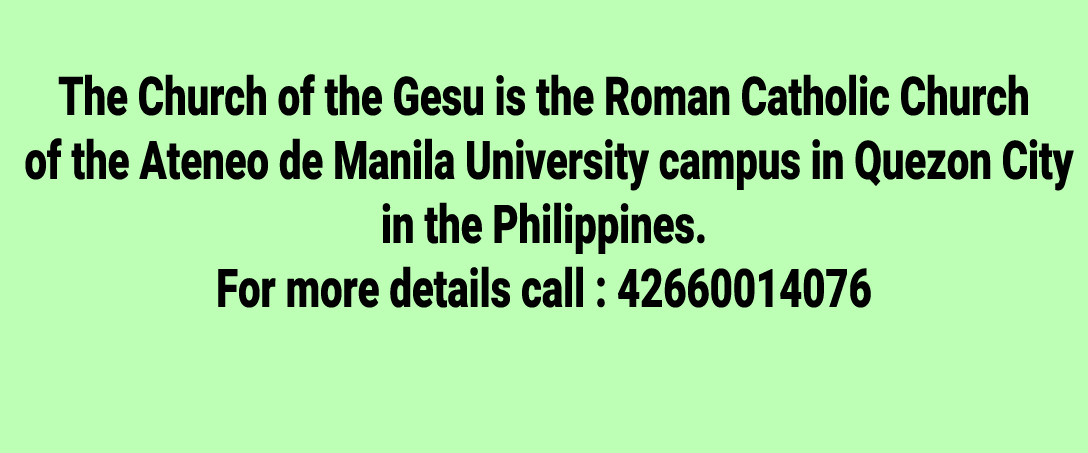 The Church of the Gesu is the Roman Catholic Church
of the Ateneo de Manila University campus in Quezon City
in the Philippines.
For more details call : 42660014076